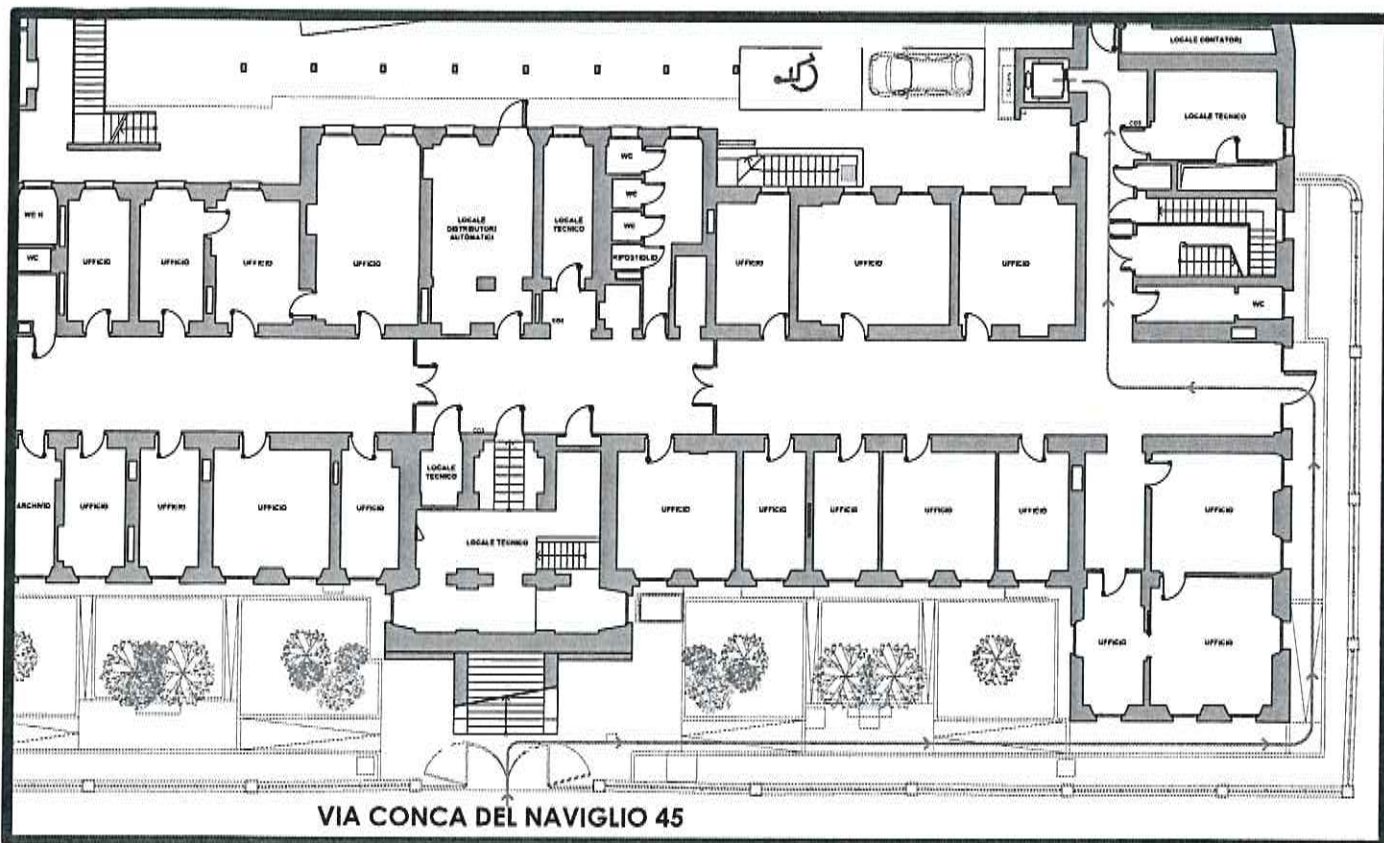 LOCALE CONTATORI
LOCALE TECNICO
WC
WC
WC
RIPOSTIGLIO
WC H
WC
UFFICIO
UFFICIO
UFFICIO
UFFICIO
LOCALE
DISTRIBUTORI
AUTOMATICI
LOCALE
TECNICO
UFFICIO
UFFICIO
UFFICIO
WC
ARCHIVIO
UFFICIO
UFFICIO
UFFICIO
UFFICIO
LOCALE
TECNICO
LOCALE TECNICO
UFFICIO
UFFICIO
UFFICIO
UFFICIO
UFFICIO
UFFICIO
UFFICIO
UFFICIO
VIA CONCA DEL NAVIGLIO 45